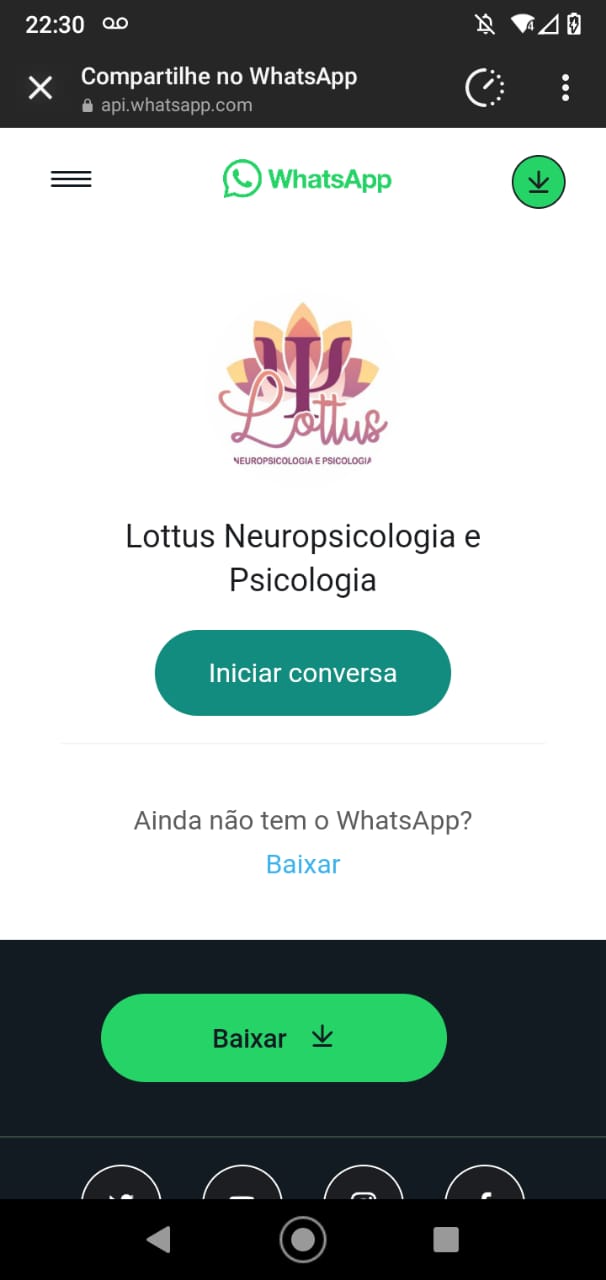 22:30
4
Compartilhe no WhatsApp
api.whatsapp.com
WhatsApp
Ψ
Lottus
NEUROPSICOLOGIA E PSICOLOGIA
Lottus Neuropsicologia e
Psicologia
Iniciar conversa
Ainda não tem o WhatsApp?
Baixar
Baixar